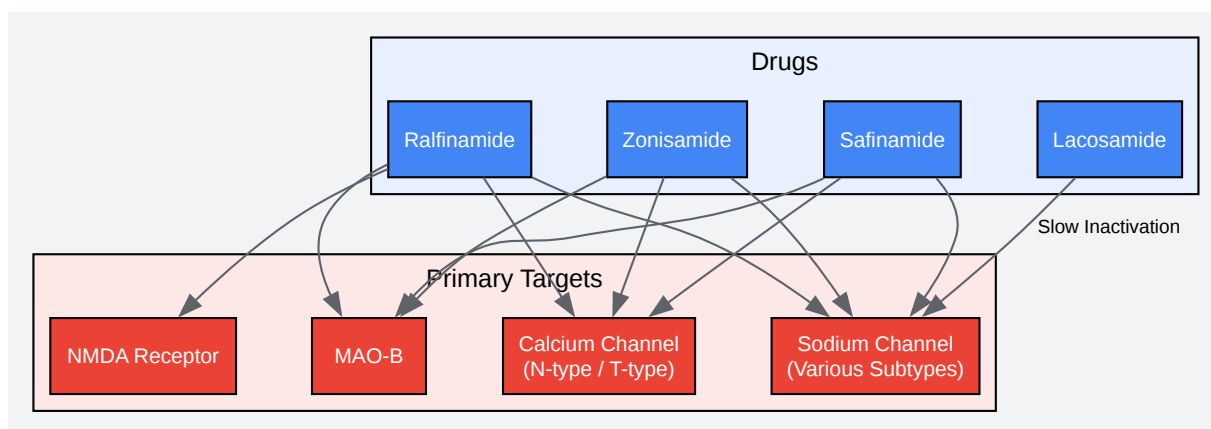 Drugs
Ralfinamide
Zonisamide
Safinamide
Lacosamide
Slow Inactivation
Primary Targets
NMDA Receptor
MAO-B
Calcium Channel
(N-type / T-type)
Sodium Channel
(Various Subtypes)